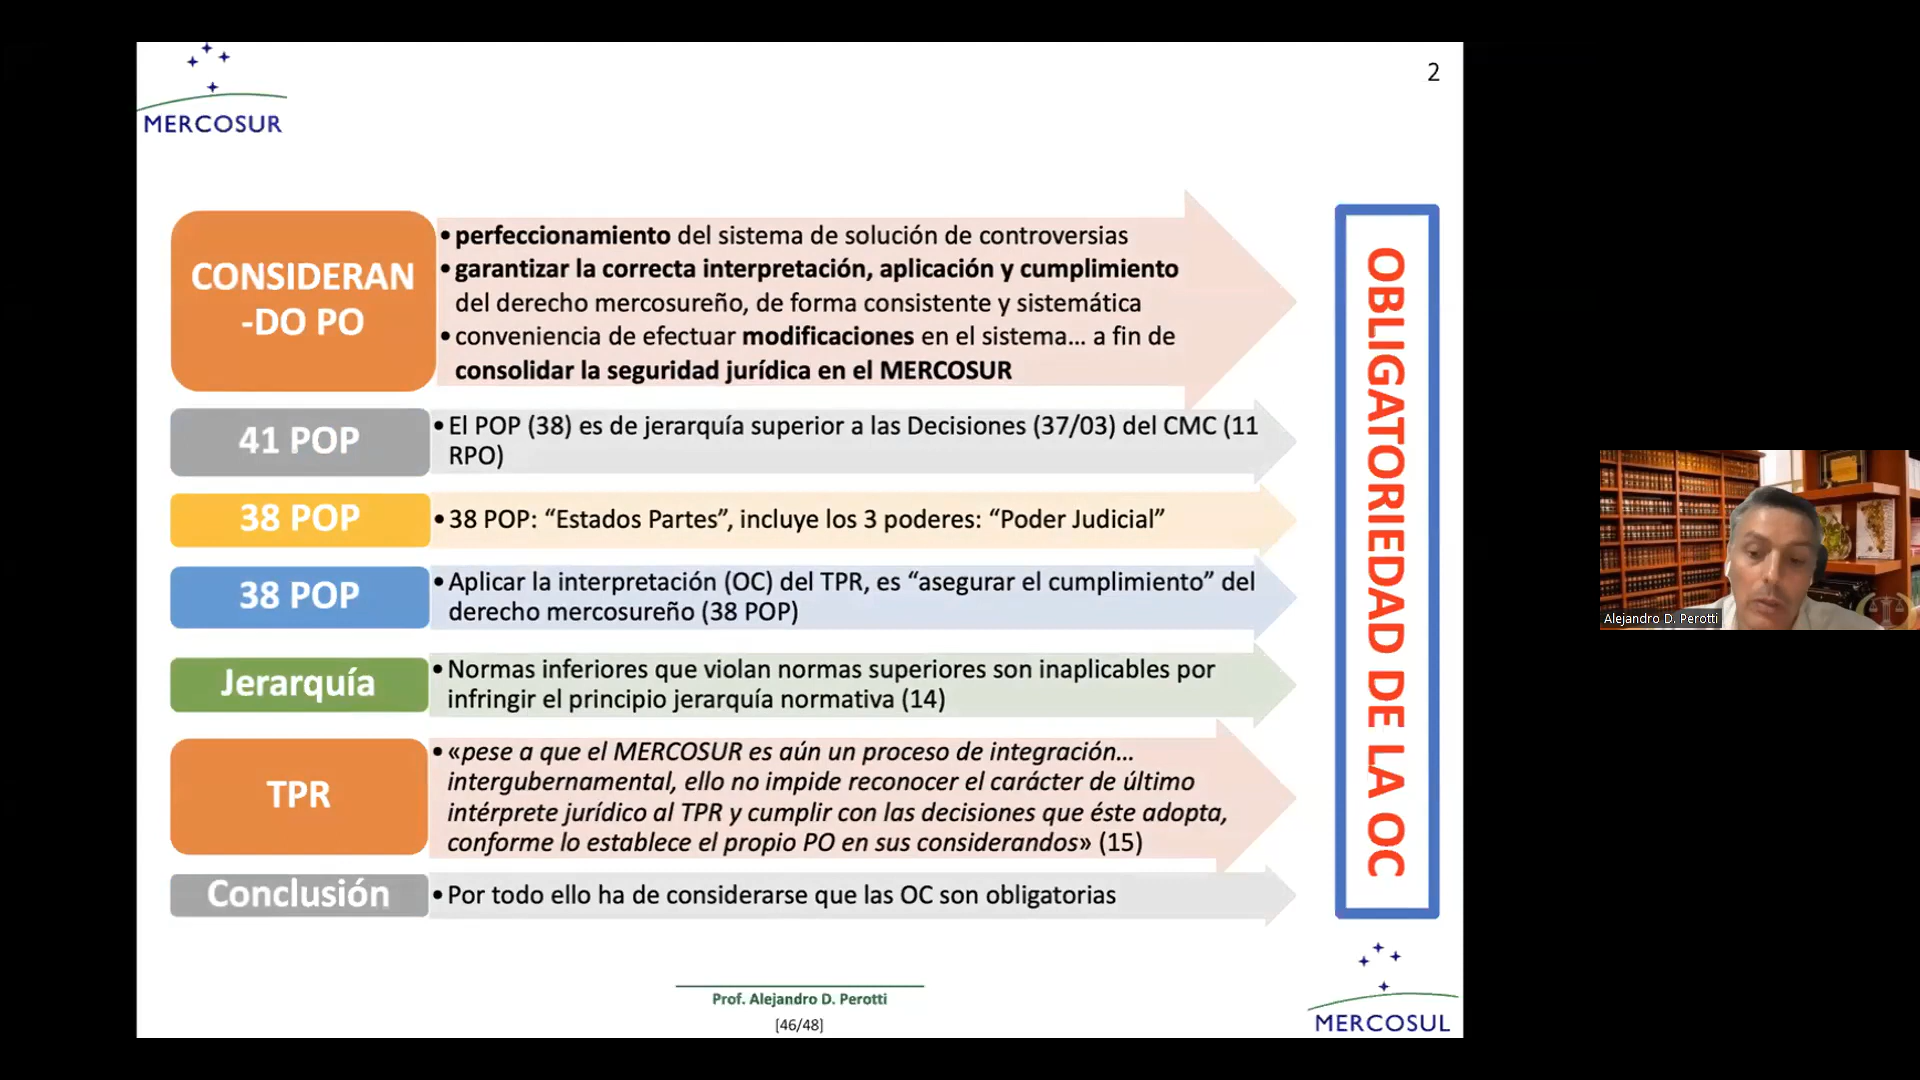 MERCOSUR
2
CONSIDERAN
-DO PO
• perfeccionamiento del sistema de solución de controversias
• garantizar la correcta interpretación, aplicación y cumplimiento
del derecho mercosureño, de forma consistente y sistemática
• conveniencia de efectuar modificaciones en el sistema... a fin de
consolidar la seguridad jurídica en el MERCOSUR
41 POP
• El POP (38) es de jerarquía superior a las Decisiones (37/03) del CMC (11
RPO)
38 POP
• 38 POP: “Estados Partes”, incluye los 3 poderes: “Poder Judicial”
38 POP
• Aplicar la interpretación (OC) del TPR, es “asegurar el cumplimiento” del
derecho mercosureño (38 POP)
Jerarquía
• Normas inferiores que violan normas superiores son inaplicables por
infringir el principio jerarquía normativa (14)
TPR
• «pese a que el MERCOSUR es aún un proceso de integración...
intergubernamental, ello no impide reconocer el carácter de último
intérprete jurídico al TPR y cumplir con las decisiones que éste adopta,
conforme lo establece el propio PO en sus considerandos» (15)
Conclusión
• Por todo ello ha de considerarse que las OC son obligatorias
OBLIGATORIEDAD DE LA OC
Prof. Alejandro D. Perotti
[46/48]
MERCOSUL
Alejandro D. Perotti